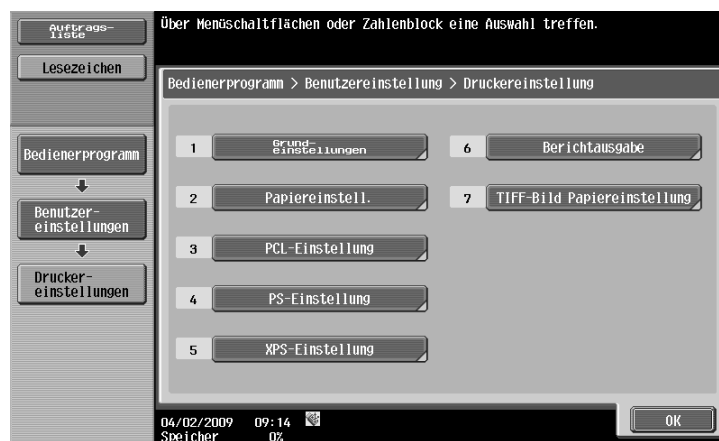 Über Menüschaltflächen oder Zahlenblock eine Auswahl treffen.
Auftrags-
liste
Lesezeichen
Bedienerprogramm > Benutzereinstellung > Druckereinstellung
Bedienerprogramm
Benutzer-
einstellungen
Drucker-
einstellungen
1 Grund-
einstellungen
2 Papiereinstell.
3 PCL-Einstellung
4 PS-Einstellung
5 XPS-Einstellung
6 Berichtausgabe
7 TIFF-Bild Papiereinstellung
04/02/2009 09:14
Speicher 0%
OK